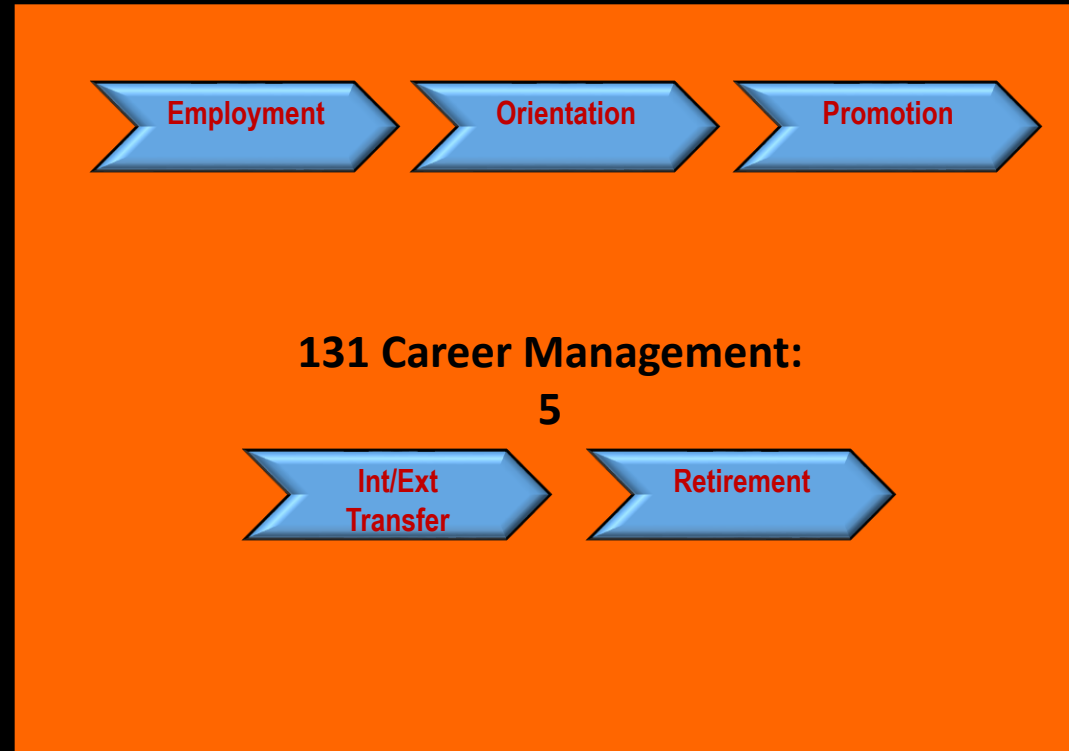 Employment
Orientation
Promotion
131 Career Management:
5
Int/Ext
Transfer
Retirement